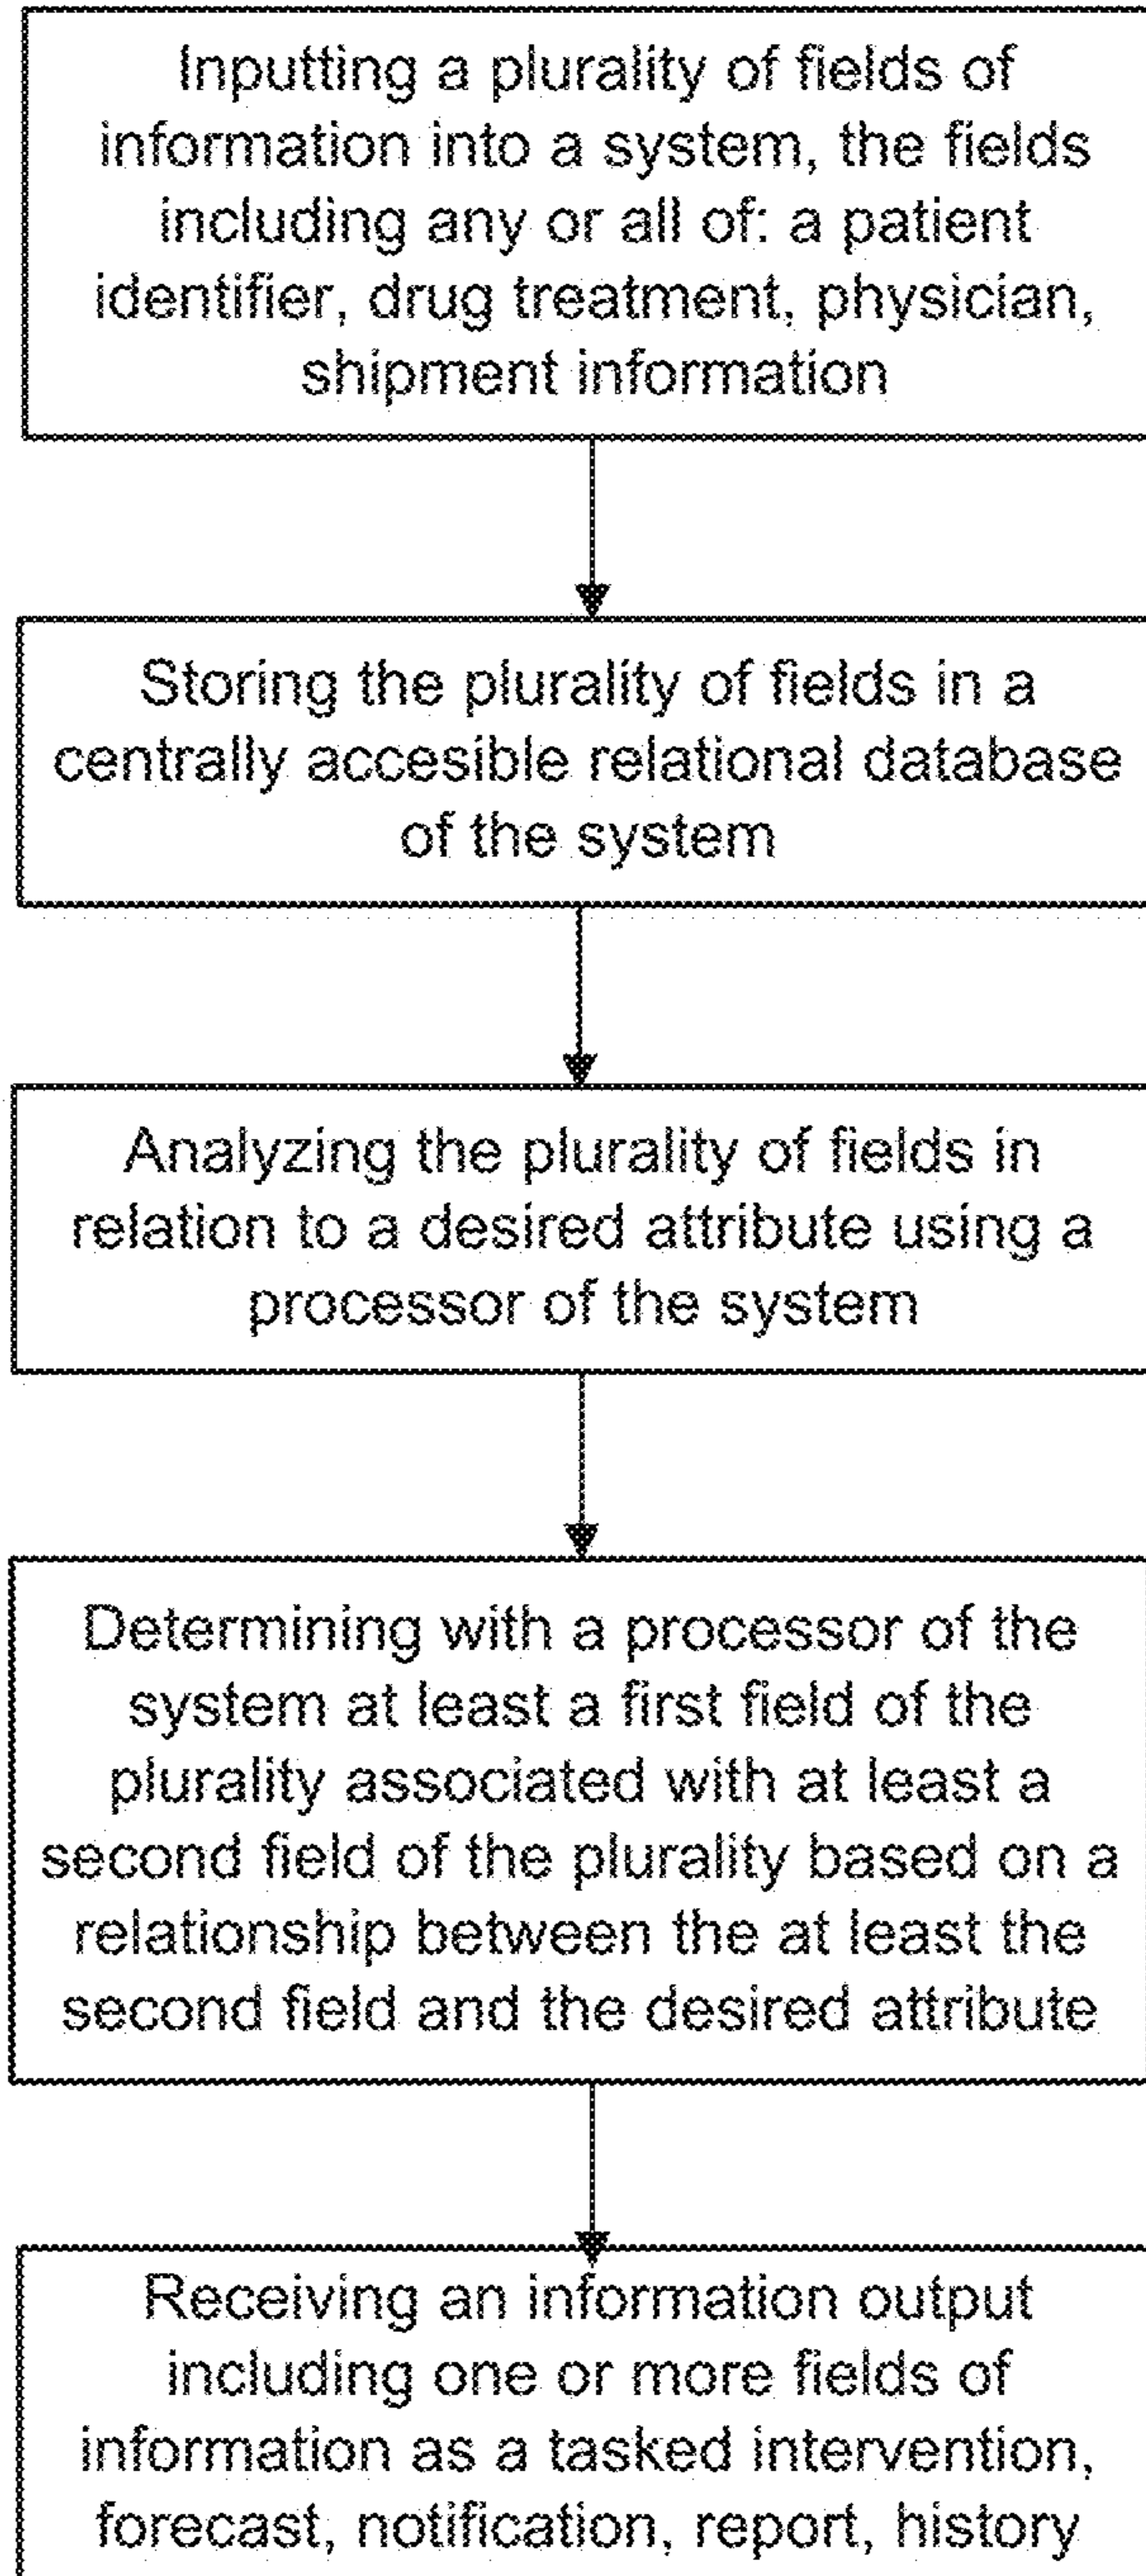 Inputting a plurality of fields of
information into a system, the fields
including any or all of: a patient
identifier, drug treatment, physician,
shipment information
Storing the plurality of fields in a
centrally accesible relational database
of the system
Analyzing the plurality of fields in
relation to a desired attribute using a
processor of the system
Determining with a processor of the
system at least a first field of the
plurality associated with at least a
second field of the plurality based on a
relationship between the at least the
second field and the desired attribute
Receiving an information output
including one or more fields of
information as a tasked intervention,
forecast, notification, report, history